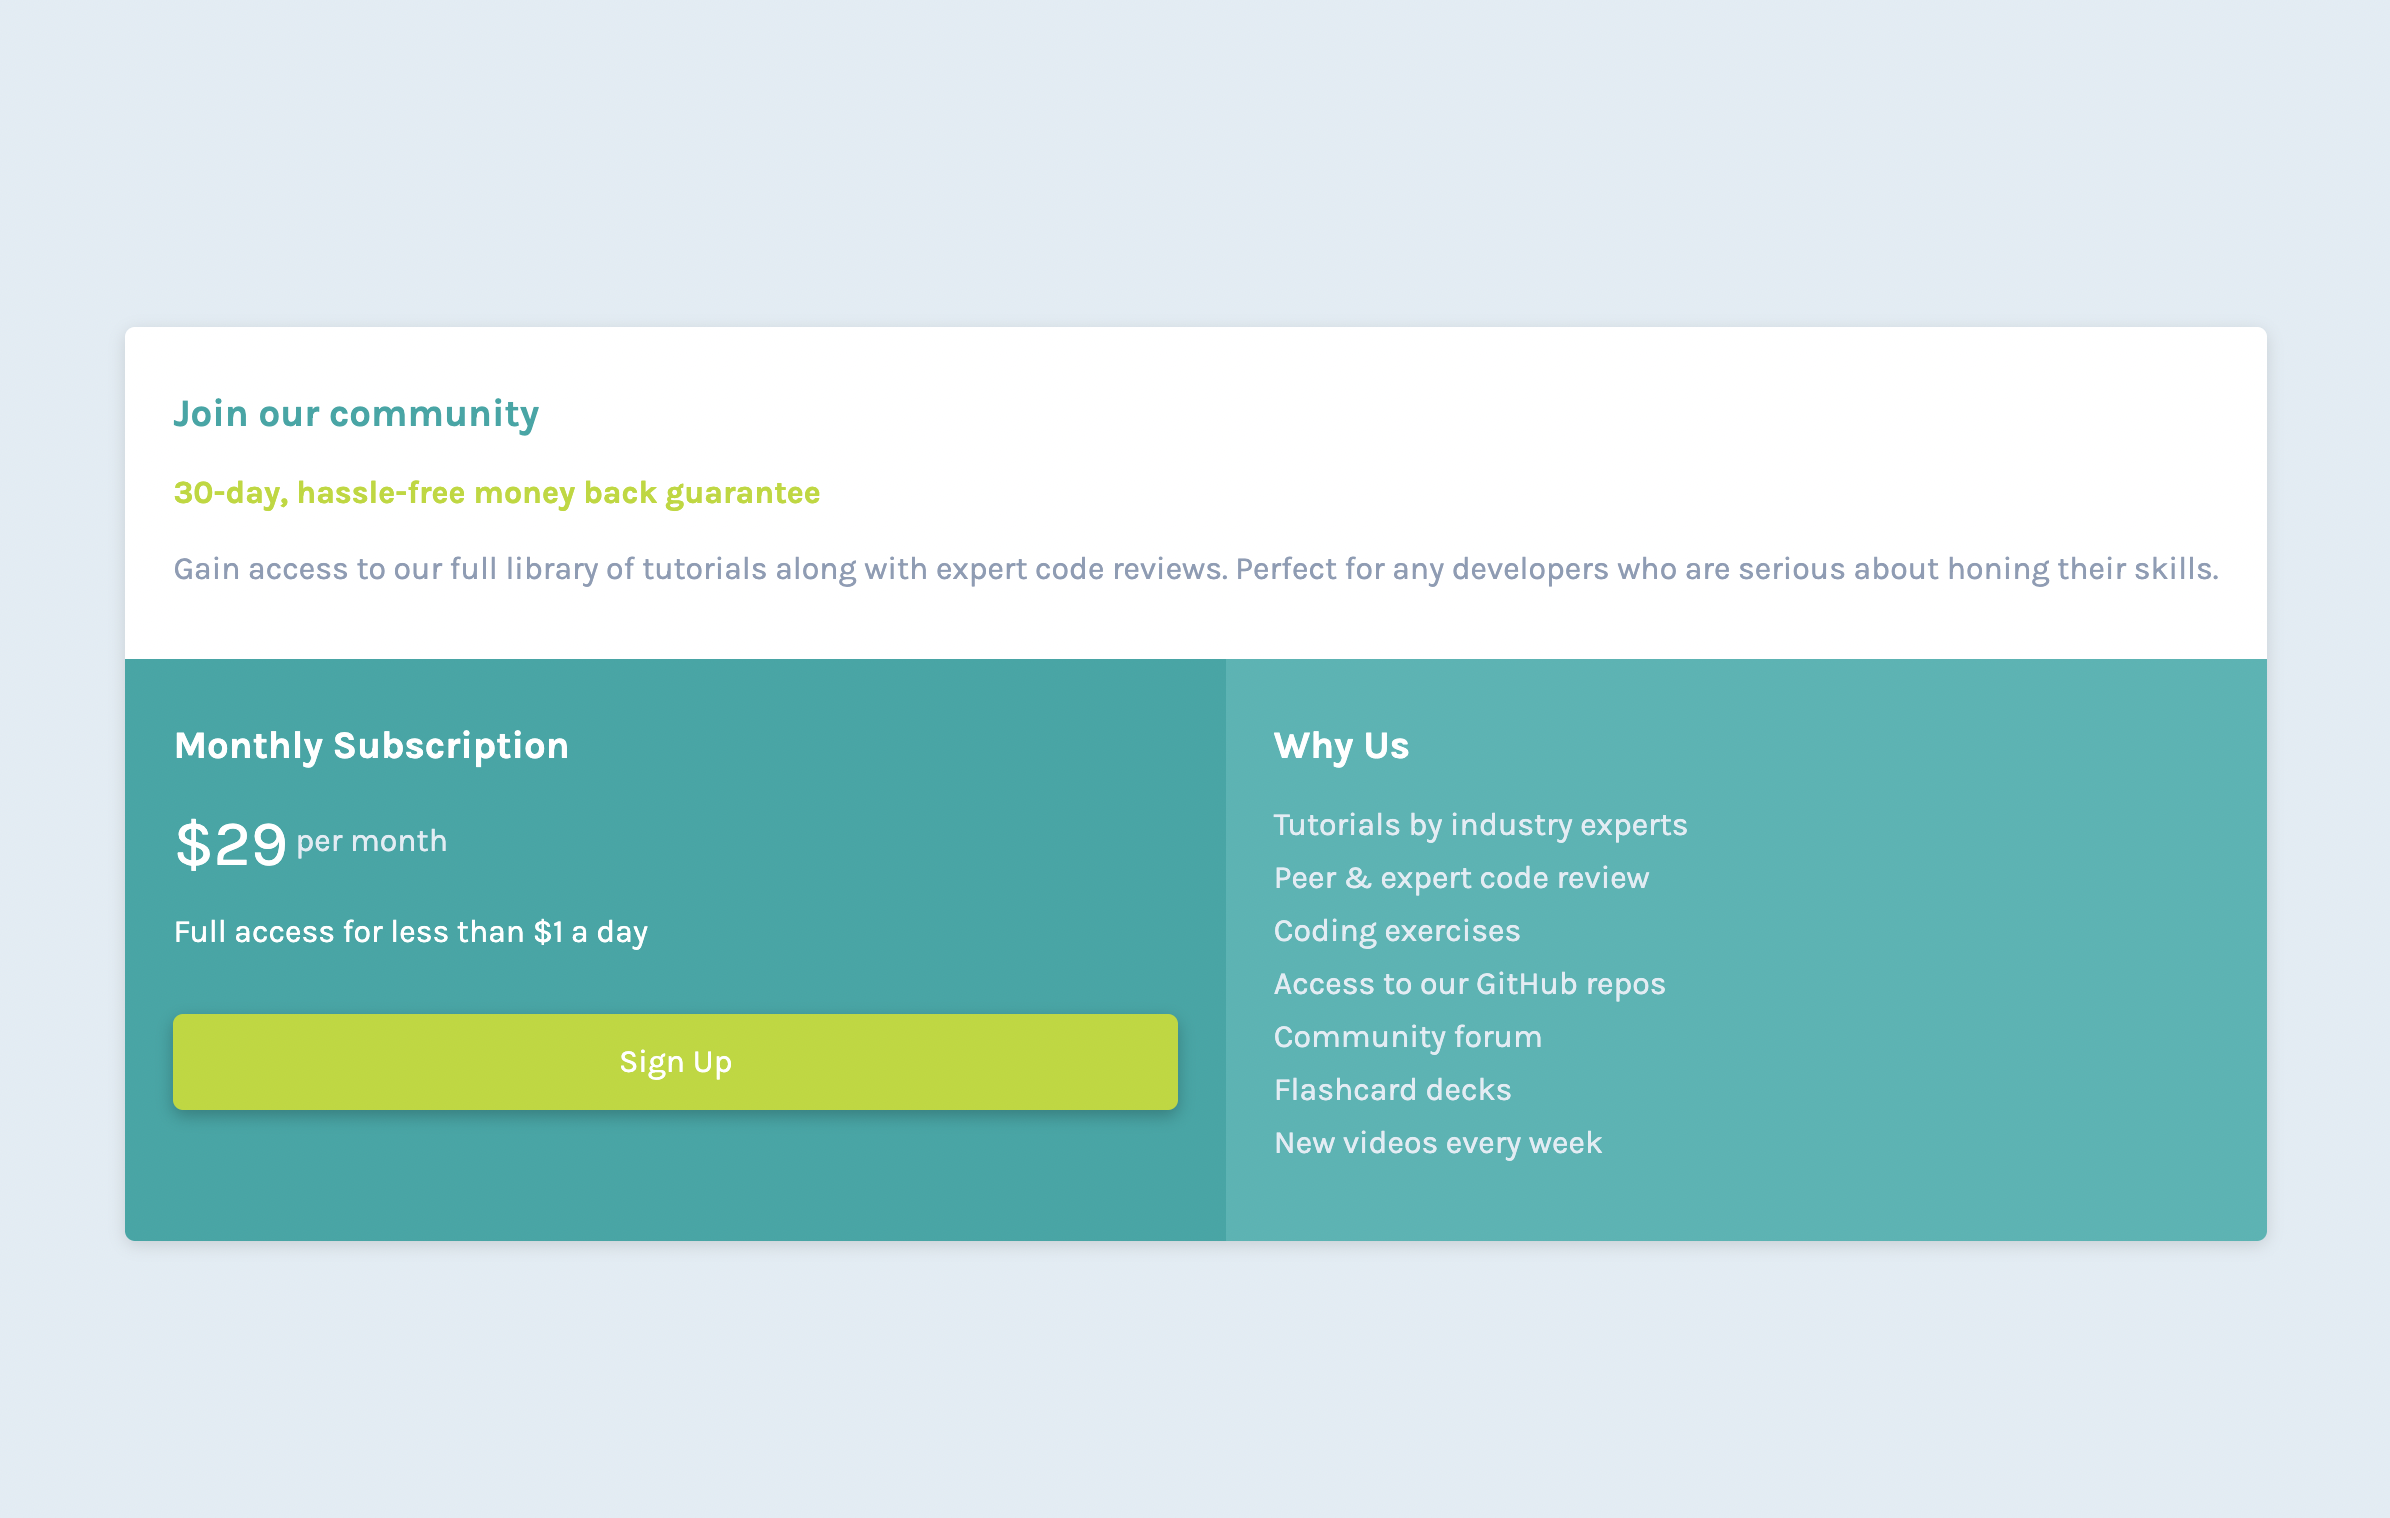 Join our community
30-day, hassle-free money back guarantee
Gain access to our full library of tutorials along with expert code reviews. Perfect for any developers who are serious about honing their skills.
Monthly Subscription
$29 per month
Full access for less than $1 a day
Sign Up
Why Us
Tutorials by industry experts
Peer & expert code review
Coding exercises
Access to our GitHub repos
Community forum
Flashcard decks
New videos every week